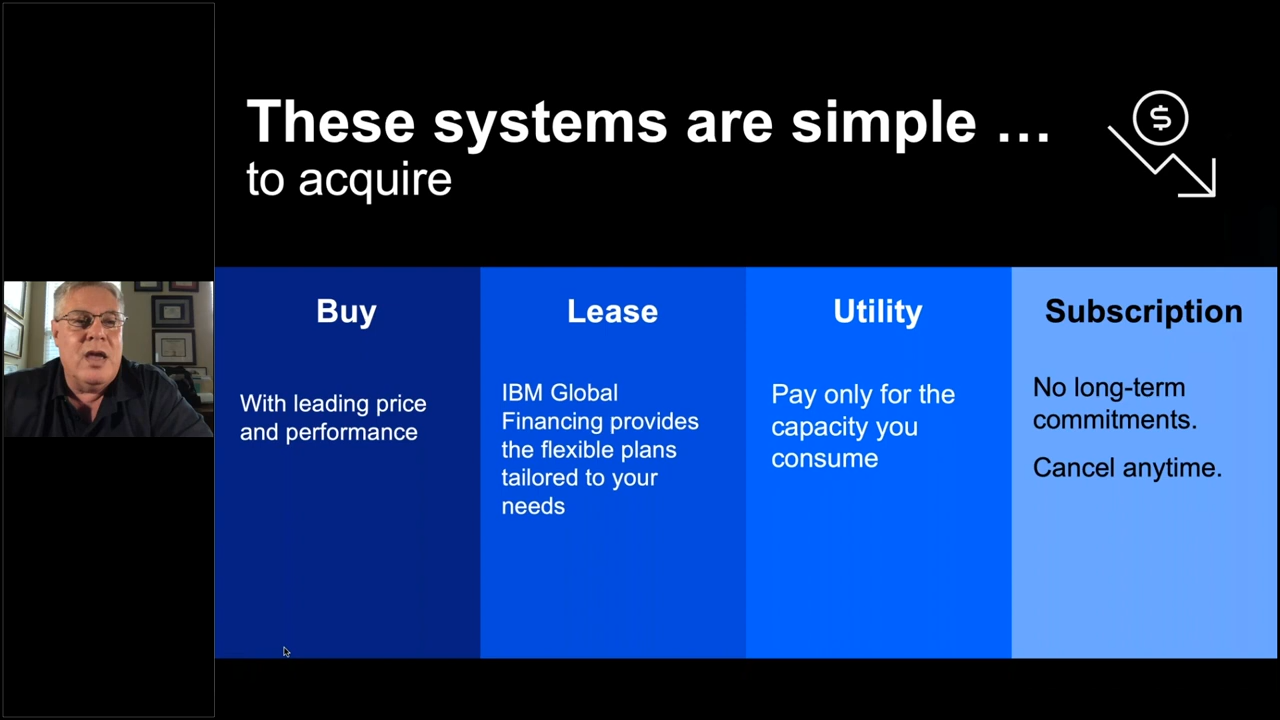 These systems are simple …
to acquire
$
Buy
With leading price
and performance
Lease
IBM Global
Financing provides
the flexible plans
tailored to your
needs
Utility
Pay only for the
capacity you
consume
Subscription
No long-term
commitments.
Cancel anytime.